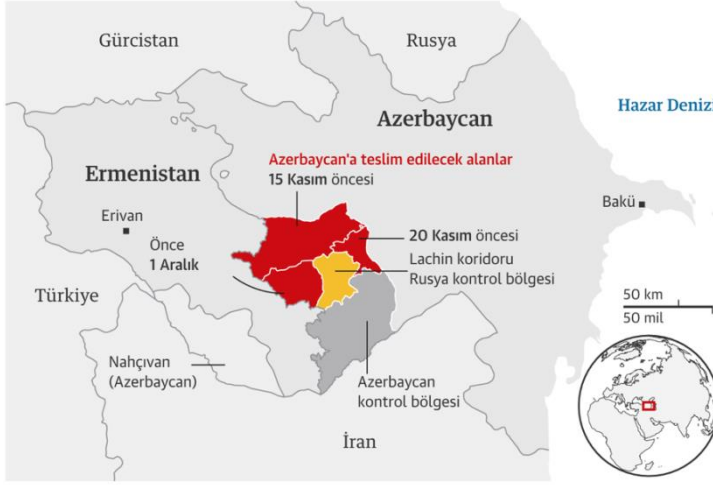 Gürcistan
Rusya
Hazar Denizi
Azerbaycan
Azerbaycan'a teslim edilecek alanlar
15 Kasım öncesi
Ermenistan
Erivan
Bakü
Önce
1 Aralık
20 Kasım öncesi
Lachin koridoru
Rusya kontrol bölgesi
Türkiye
50 km
50 mil
Nahçıvan
(Azerbaycan)
Azerbaycan
kontrol bölgesi
İran